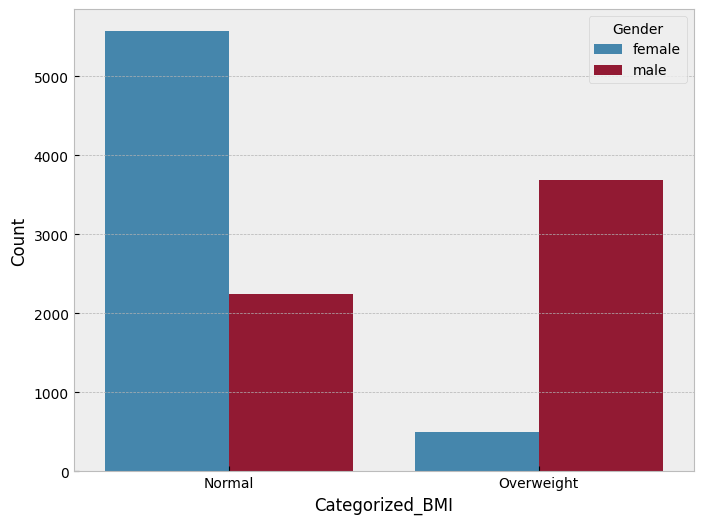 Gender
female
male
5000
4000
3000
2000
1000
0
Count
Normal
Overweight
Categorized_BMI